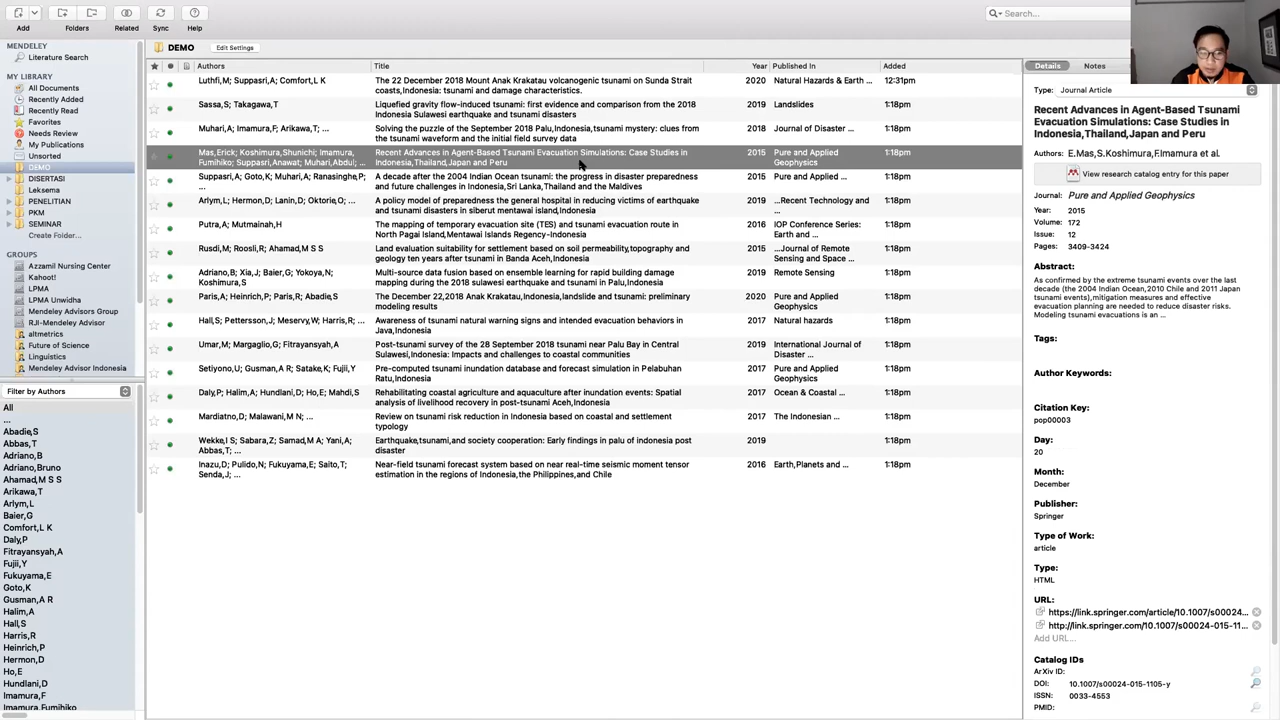 Add
Folders
Related
Sync
Help
Search...
MENDELEY
Literature Search
MY LIBRARY
All Documents
Recently Added
Recently Read
Favorites
Needs Review
My Publications
Unsorted
DEMO
DISERTASI
Leksema
PENELITIAN
PKM
SEMINAR
Create Folder...
GROUPS
Azzamil Nursing Center
Kahoot!
LPMA
LPMA Unwidha
Mendeley Advisors Group
RJI-Mendeley Advisor
altmetrics
Future of Science
Linguistics
Mendeley Advisor Indonesia
Filter by Authors
All
...
Abadie,S
Abbas,T
Adriano,B
Adriano,Bruno
Ahamad,M S S
Arikawa,T
Arlym,L
Baier,G
Comfort,L K
Daly,P
Fitrayansyah,A
Fujii,Y
Fukuyama,E
Goto,K
Gusman,A R
Halim,A
Hall,S
Harris,R
Heinrich,P
Hermon,D
Ho,E
Hundlani,D
Imamura,F
Imamura,Fumihiko
DEMO
Edit Settings
Authors Title Year Published In Added
Luthfi,M; Suppasri,A; Comfort,L K The 22 December 2018 Mount Anak Krakatau volcanogenic tsunami on Sunda Strait 2020 Natural Hazards & Earth ... 12:31pm
coasts,Indonesia: tsunami and damage characteristics.
Sassa,S; Takagawa,T Liquefied gravity flow-induced tsunami: first evidence and comparison from the 2018 2019 Landslides 1:18pm
Indonesia Sulawesi earthquake and tsunami disasters
Muhari,A; Imamura,F; Arikawa,T; ... Solving the puzzle of the September 2018 Palu,Indonesia,tsunami mystery: clues from 2018 Journal of Disaster ... 1:18pm
the tsunami waveform and the initial field survey data
Mas,Erick; Koshimura,Shunichi; Imamura, Recent Advances in Agent-Based Tsunami Evacuation Simulations: Case Studies in 2015 Pure and Applied 1:18pm
Fumihiko; Suppasri,Anawat; Muhari,Abdul; ... Indonesia,Thailand,Japan and Peru Geophysics
Suppasri,A; Goto,K; Muhari,A; Ranasinghe,P; A decade after the 2004 Indian Ocean tsunami: the progress in disaster preparedness 2015 Pure and Applied ... 1:18pm
... and future challenges in Indonesia,Sri Lanka,Thailand and the Maldives
Arlym,L; Hermon,D; Lanin,D; Oktorie,O; ... A policy model of preparedness the general hospital in reducing victims of earthquake 2019 ...Recent Technology and 1:18pm
and tsunami disasters in siberut mentawai island,Indonesia ...
Putra,A; Mutmainah,H The mapping of temporary evacuation site (TES) and tsunami evacuation route in 2016 IOP Conference Series: 1:18pm
North Pagai Island,Mentawai Islands Regency-Indonesia Earth and ...
Rusdi,M; Roosli,R; Ahamad,M S S Land evaluation suitability for settlement based on soil permeability,topography and 2015 ...Journal of Remote 1:18pm
geology ten years after tsunami in Banda Aceh,Indonesia Sensing and Space ...
Adriano,B; Xia,J; Baier,G; Yokoya,N; Multi-source data fusion based on ensemble learning for rapid building damage 2019 Remote Sensing 1:18pm
Koshimura,S mapping during the 2018 sulawesi earthquake and tsunami in Palu,Indonesia
Paris,A; Heinrich,P; Paris,R; Abadie,S The December 22,2018 Anak Krakatau,Indonesia,landslide and tsunami: preliminary 2020 Pure and Applied 1:18pm
modeling results Geophysics
Hall,S; Pettersson,J; Meservy,W; Harris,R; ... Awareness of tsunami natural warning signs and intended evacuation behaviors in 2017 Natural hazards 1:18pm
Java,Indonesia
Umar,M; Margaglio,G; Fitrayansyah,A Post-tsunami survey of the 28 September 2018 tsunami near Palu Bay in Central 2019 International Journal of 1:18pm
Sulawesi,Indonesia: Impacts and challenges to coastal communities Disaster ...
Setiyono,U; Gusman,A R; Satake,K; Fujii,Y Pre-computed tsunami inundation database and forecast simulation in Pelabuhan 2017 Pure and Applied 1:18pm
Ratu,Indonesia Geophysics
Daly,P; Halim,A; Hundlani,D; Ho,E; Mahdi,S Rehabilitating coastal agriculture and aquaculture after inundation events: Spatial 2017 Ocean & Coastal ... 1:18pm
analysis of livelihood recovery in post-tsunami Aceh,Indonesia
Mardiatno,D; Malawani,M N; ... Review on tsunami risk reduction in Indonesia based on coastal and settlement 2017 The Indonesian ... 1:18pm
typology
Wekke,I S; Sabara,Z; Samad,M A; Yani,A; Earthquake,tsunami,and society cooperation: Early findings in palu of indonesia post 2019 1:18pm
Abbas,T; ... disaster
Inazu,D; Pulido,N; Fukuyama,E; Saito,T; Near-field tsunami forecast system based on near real-time seismic moment tensor 2016 Earth,Planets and ... 1:18pm
Senda,J; ... estimation in the regions of Indonesia,the Philippines,and Chile
Details Notes
Type: Journal Article
Recent Advances in Agent-Based Tsunami
Evacuation Simulations: Case Studies in
Indonesia,Thailand,Japan and Peru
Authors: E.Mas,S.Koshimura,F.Imamura et al.
View research catalog entry for this paper
Journal: Pure and Applied Geophysics
Year: 2015
Volume: 172
Issue: 12
Pages: 3409-3424
Abstract:
As confirmed by the extreme tsunami events over the last
decade (the 2004 Indian Ocean,2010 Chile and 2011 Japan
tsunami events),mitigation measures and effective
evacuation planning are needed to reduce disaster risks.
Modeling tsunami evacuations is an ...
Tags:
Author Keywords:
Citation Key:
pop00003
Day:
20
Month:
December
Publisher:
Springer
Type of Work:
article
Type:
HTML
URL:
https://link.springer.com/article/10.1007/s00024...
http://link.springer.com/10.1007/s00024-015-11...
Add URL...
Catalog IDs
ArXiv ID:
DOI: 10.1007/s00024-015-1105-y
ISSN: 0033-4553
PMID: